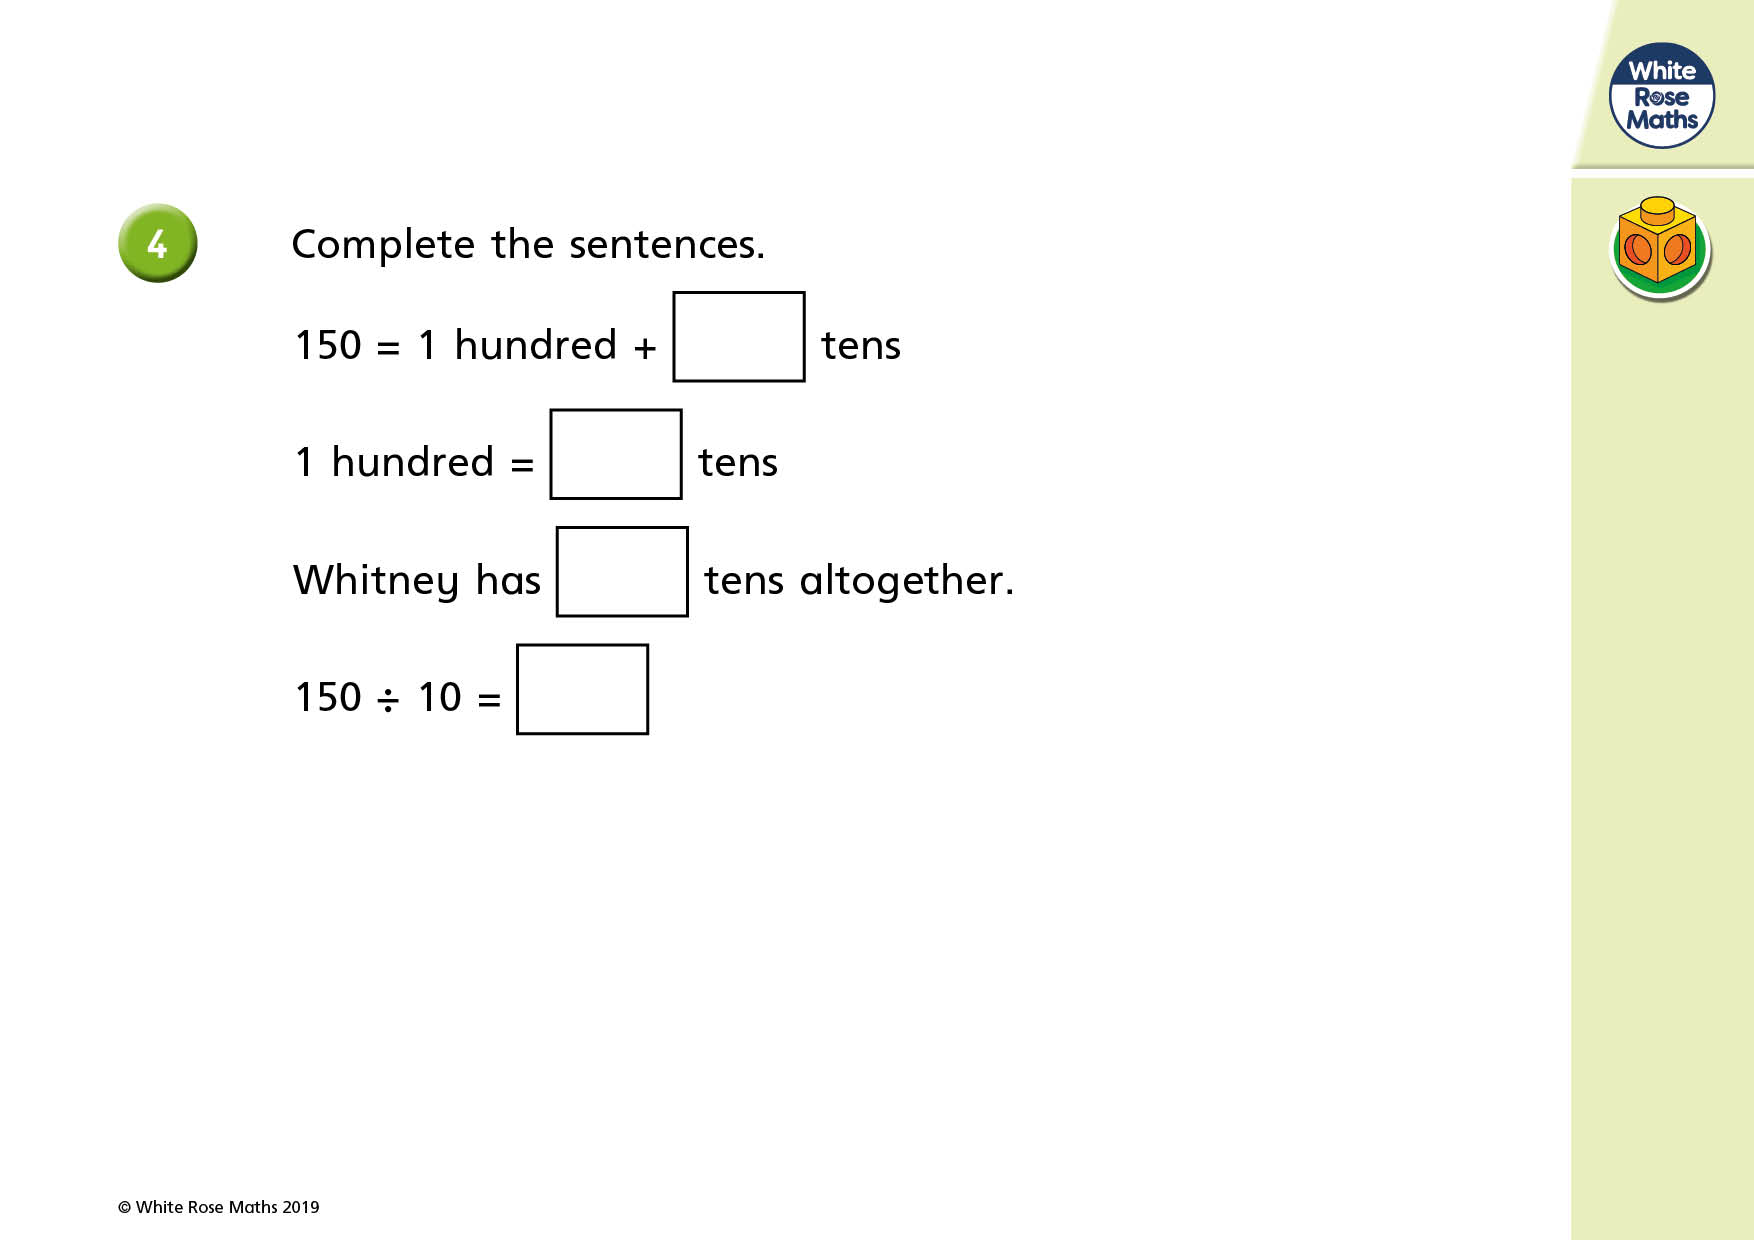 White
Rose
Maths
4 Complete the sentences.
150 = 1 hundred + tens
1 hundred = tens
Whitney has tens altogether.
150 ÷ 10 =
© White Rose Maths 2019